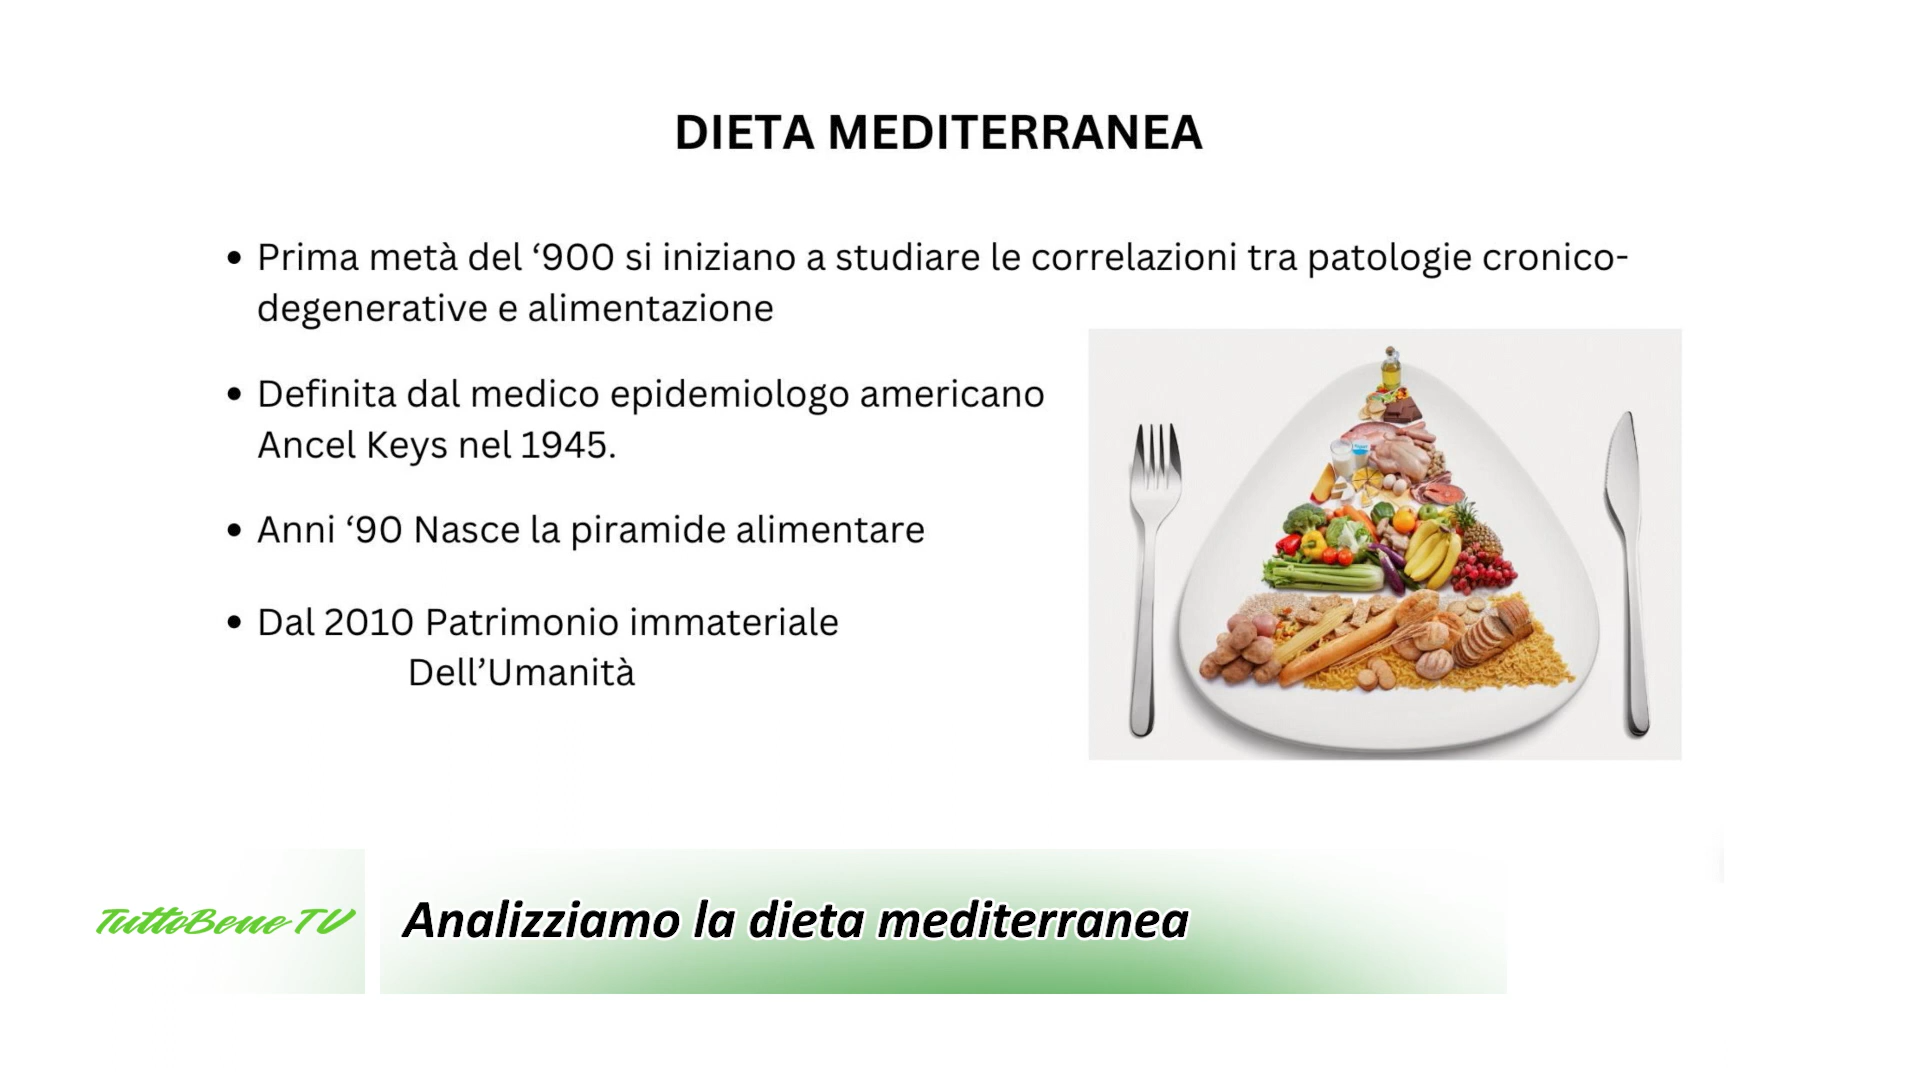 DIETA MEDITERRANEA
• Prima metà del ‘900 si iniziano a studiare le correlazioni tra patologie cronico-
degenerative e alimentazione
• Definita dal medico epidemiologo americano
Ancel Keys nel 1945.
• Anni ‘90 Nasce la piramide alimentare
• Dal 2010 Patrimonio immateriale
Dell’Umanità
TuttoBene TV
Analizziamo la dieta mediterranea